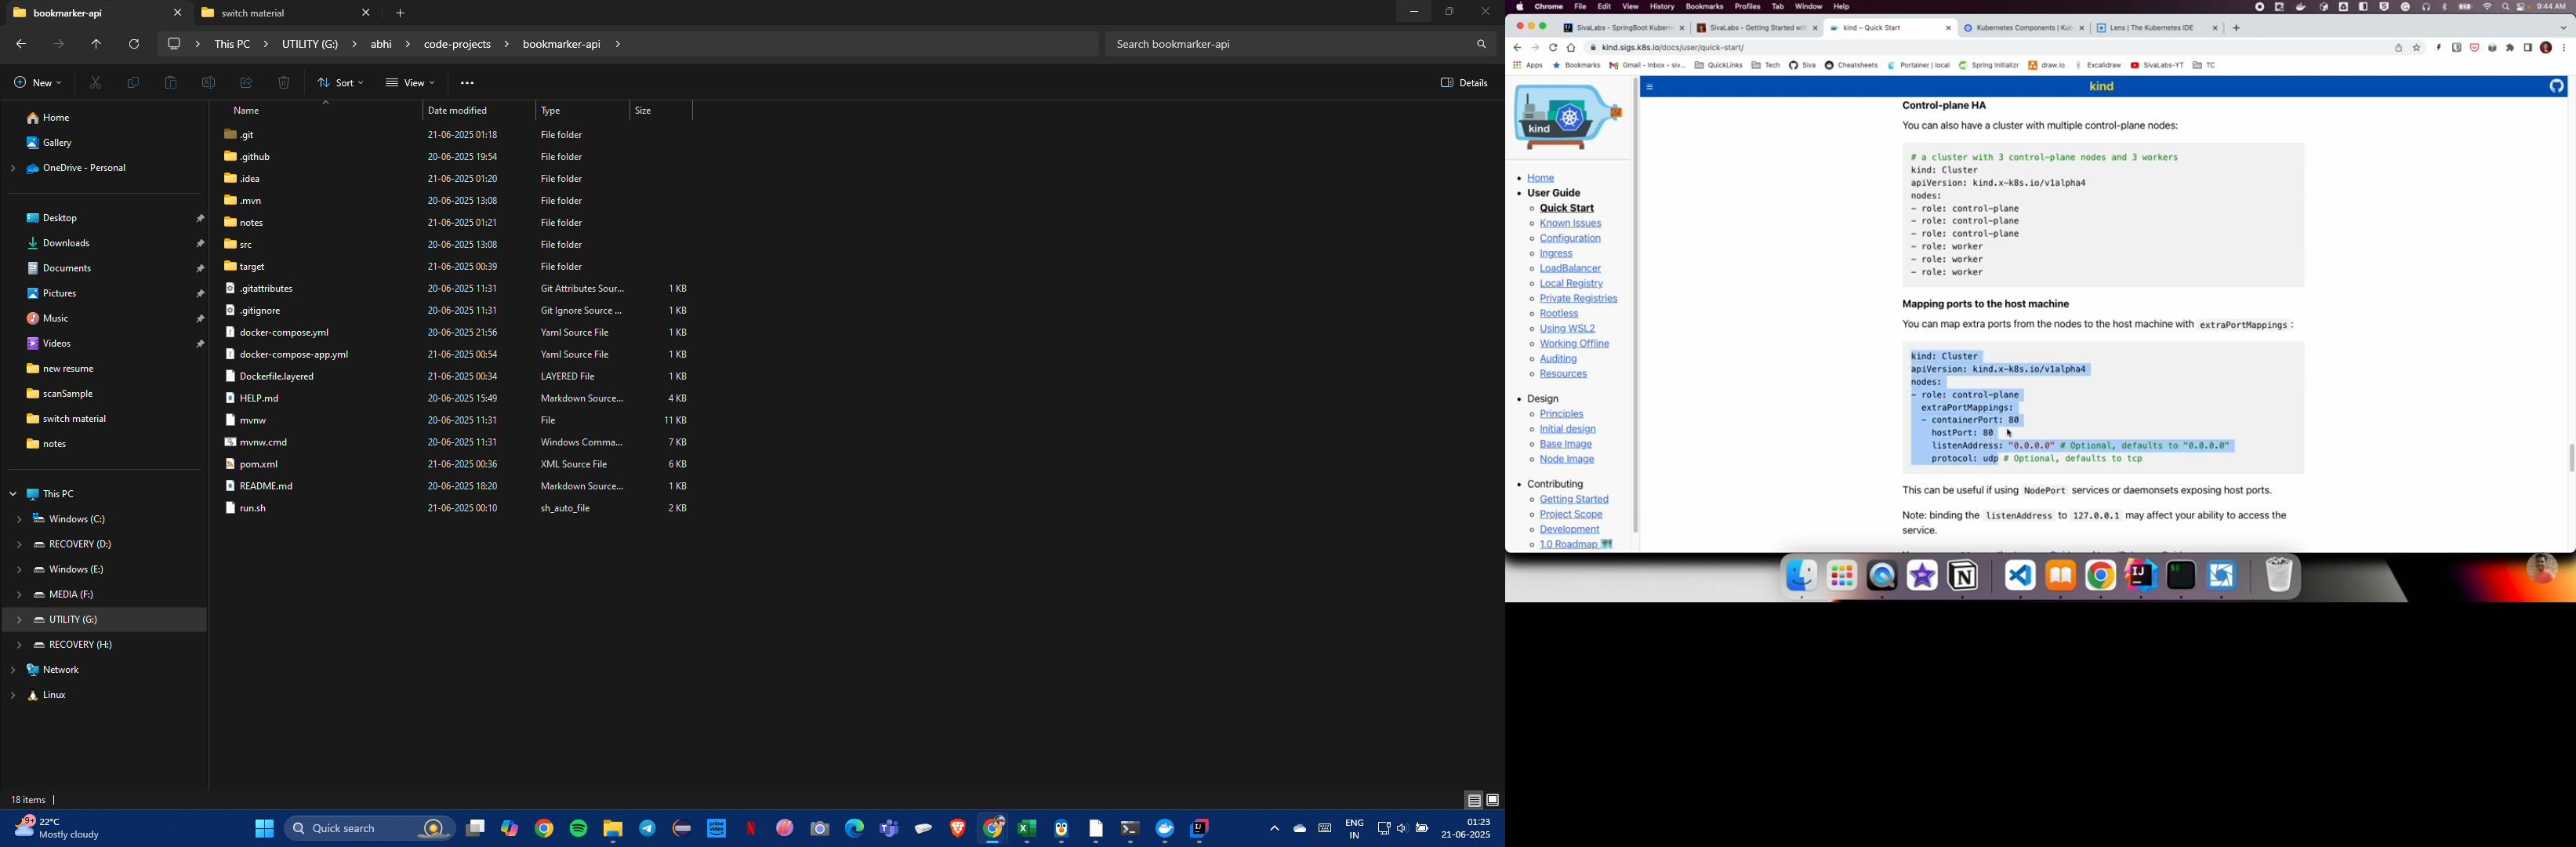 bookmarker-api
switch material
This PC
UTILITY (G:)
abhi
code-projects
bookmarker-api
Search bookmarker-api
New
Sort
View
Details
Home
Gallery
OneDrive - Personal
Desktop
Downloads
Documents
Pictures
Music
Videos
new resume
scanSample
switch material
notes
This PC
Windows (C:)
RECOVERY (D:)
Windows (E:)
MEDIA (F:)
UTILITY (G:)
RECOVERY (H:)
Network
Linux
Name Date modified Type Size
.git 21-06-2025 01:18 File folder
.github 20-06-2025 19:54 File folder
.idea 21-06-2025 01:20 File folder
.mvn 20-06-2025 13:08 File folder
notes 21-06-2025 01:21 File folder
src 20-06-2025 13:08 File folder
target 21-06-2025 00:39 File folder
.gitattributes 20-06-2025 11:31 Git Attributes Sour... 1 KB
.gitignore 20-06-2025 11:31 Git Ignore Source ... 1 KB
docker-compose.yml 20-06-2025 21:56 Yaml Source File 1 KB
docker-compose-app.yml 21-06-2025 00:54 Yaml Source File 1 KB
Dockerfile.layered 21-06-2025 00:34 LAYERED File 1 KB
HELP.md 20-06-2025 15:49 Markdown Source... 4 KB
mvnw 20-06-2025 11:31 File 11 KB
mvnw.cmd 20-06-2025 11:31 Windows Comma... 7 KB
pom.xml 21-06-2025 00:36 XML Source File 6 KB
README.md 20-06-2025 18:20 Markdown Source... 1 KB
run.sh 21-06-2025 00:10 sh_auto_file 2 KB
18 items
22°C
Mostly cloudy
Quick search
ENG
IN
01:23
21-06-2025
Chrome File Edit View History Bookmarks Profiles Tab Window Help
9:44 AM
SivaLabs - SpringBoot Kubern
SivaLabs - Getting Started wit
kind – Quick Start
Kubernetes Components | Kub
Lens | The Kubernetes IDE
kind.sigs.k8s.io/docs/user/quick-start/
Apps Bookmarks Gmail - Inbox - siv... QuickLinks Tech Siva Cheatsheets Portainer | local Spring Initializr draw.io Excalidraw SivaLabs-YT TC
kind
kind
Home
User Guide
Quick Start
Known Issues
Configuration
Ingress
LoadBalancer
Local Registry
Private Registries
Rootless
Using WSL2
Working Offline
Auditing
Resources
Design
Principles
Initial design
Base Image
Node Image
Contributing
Getting Started
Project Scope
Development
1.0 Roadmap
Control-plane HA
You can also have a cluster with multiple control-plane nodes:
# a cluster with 3 control-plane nodes and 3 workers
kind: Cluster
apiVersion: kind.x-k8s.io/v1alpha4
nodes:
- role: control-plane
- role: control-plane
- role: control-plane
- role: worker
- role: worker
- role: worker
Mapping ports to the host machine
You can map extra ports from the nodes to the host machine with extraPortMappings :
kind: Cluster
apiVersion: kind.x-k8s.io/v1alpha4
nodes:
- role: control-plane
extraPortMappings:
- containerPort: 80
hostPort: 80
listenAddress: "0.0.0.0" # Optional, defaults to "0.0.0.0"
protocol: udp # Optional, defaults to tcp
This can be useful if using NodePort services or daemonsets exposing host ports.
Note: binding the listenAddress to 127.0.0.1 may affect your ability to access the
service.